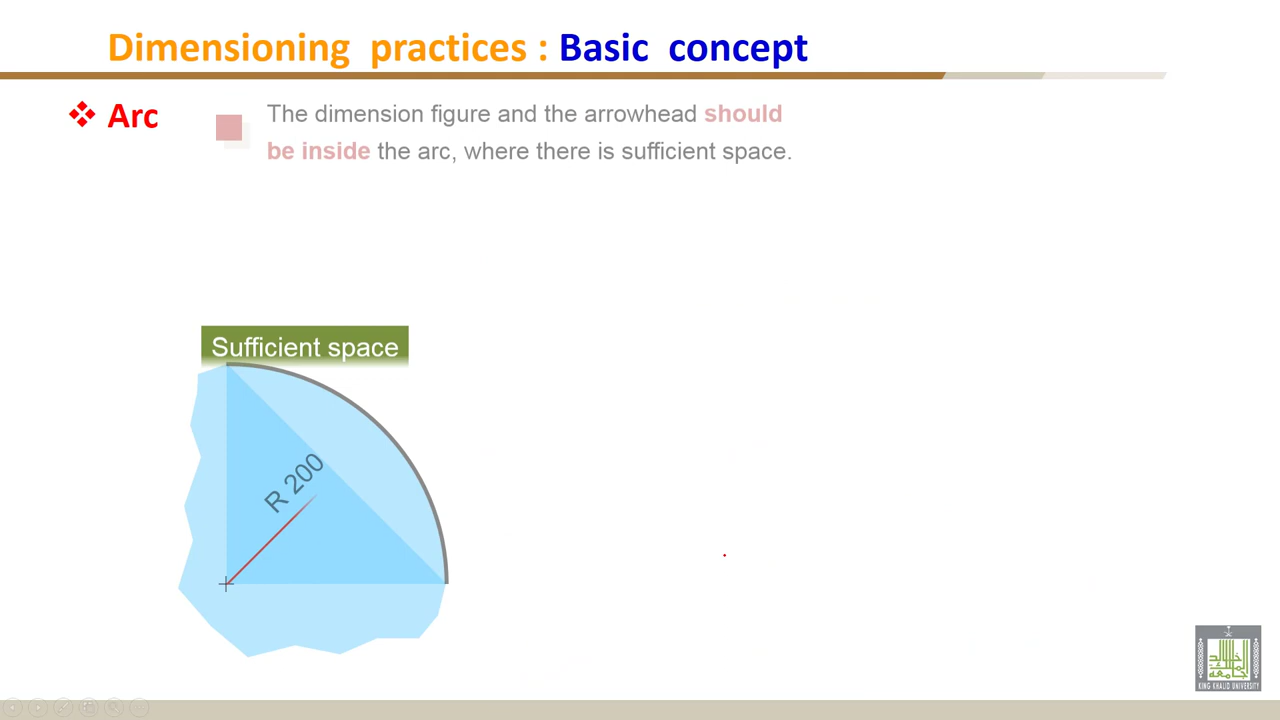 Dimensioning practices : Basic concept
❖ Arc
The dimension figure and the arrowhead should
be inside the arc, where there is sufficient space.
Sufficient space
R 200
KING KHALID UNIVERSITY